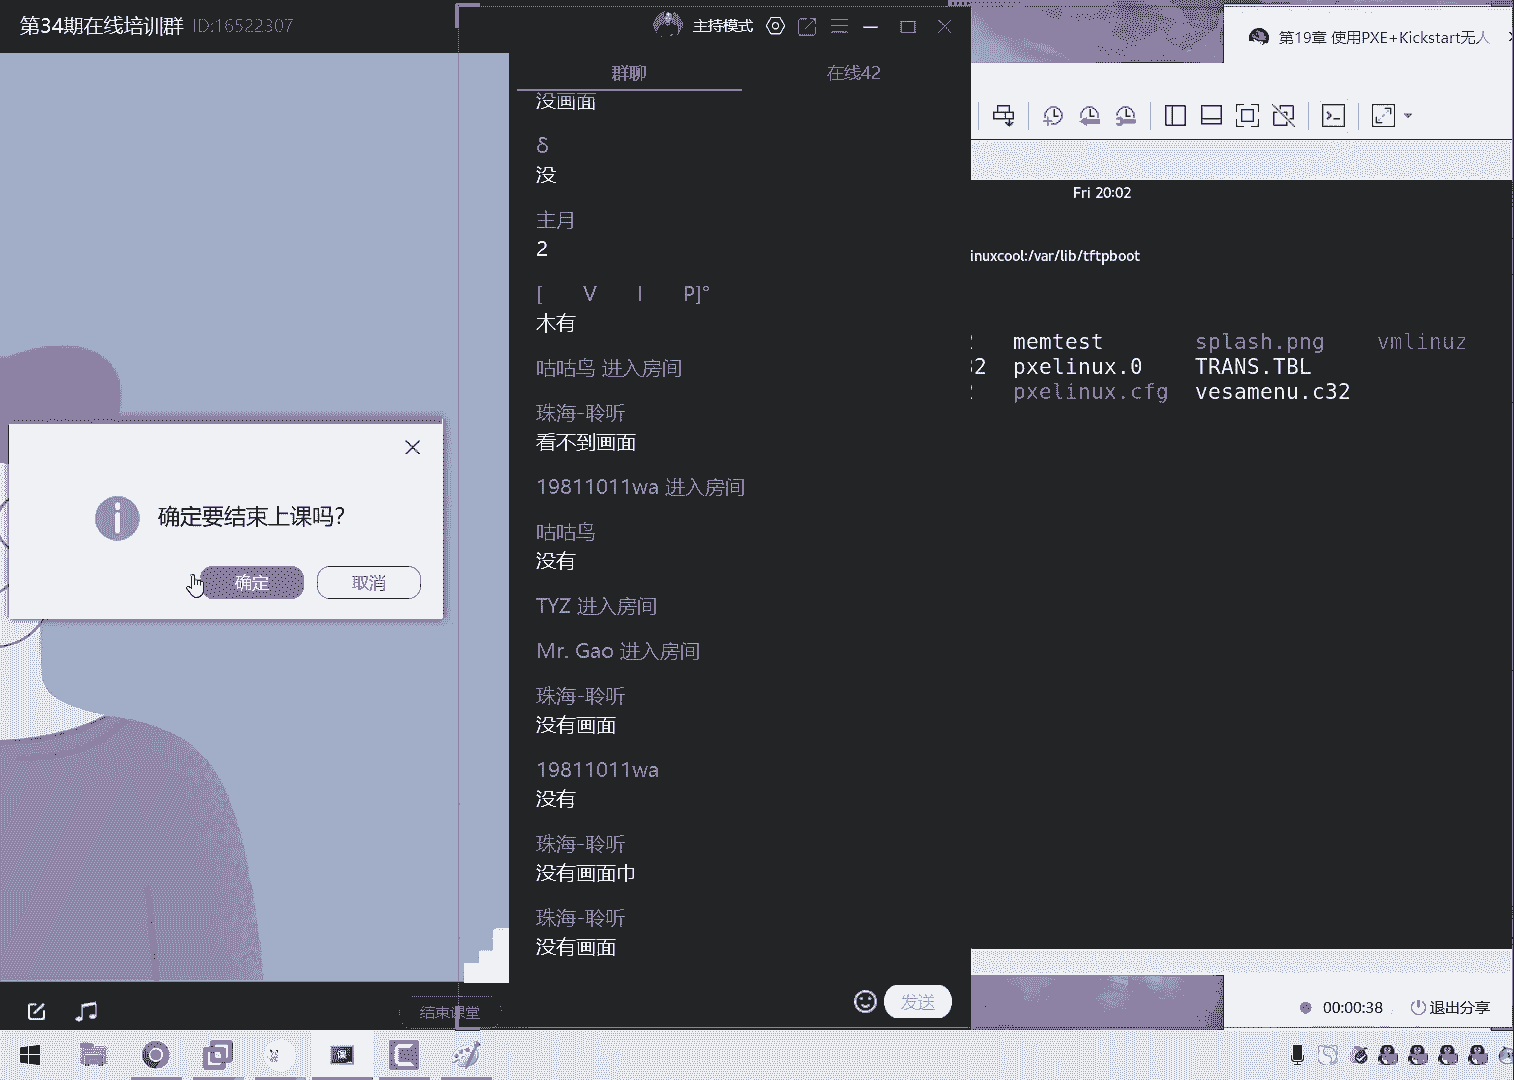 第34期在线培训群 ID:16522307
主持模式
群聊
在线42
没画面
δ
没
主月
2
[ V I P]°
木有
咕咕鸟 进入房间
珠海-聆听
看不到画面
19811011wa 进入房间
咕咕鸟
没有
TYZ 进入房间
Mr. Gao 进入房间
珠海-聆听
没有画面
19811011wa
没有
珠海-聆听
没有画面巾
珠海-聆听
没有画面
发送
确定要结束上课吗?
确定
取消
结束课堂
第19章 使用PXE+Kickstart无人
Fri 20:02
inuxcool:/var/lib/tftpboot
memtest splash.png vmlinuz
32 pxelinux.0 TRANS.TBL
pxelinux.cfg vesamenu.c32
00:00:38 退出分享